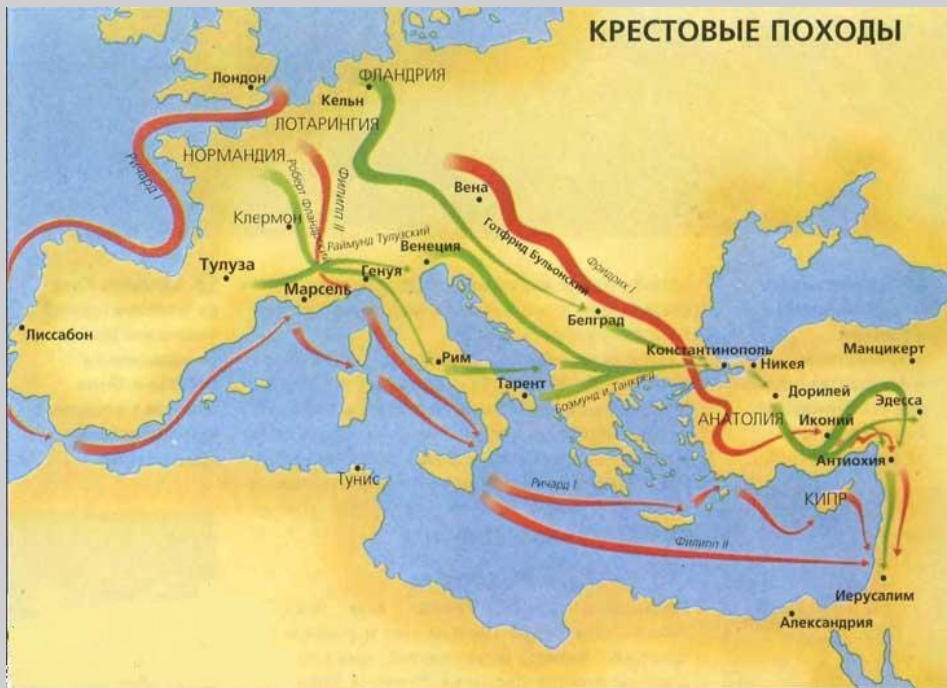 КРЕСТОВЫЕ ПОХОДЫ
Лондон
ФЛАНДРИЯ
Кельн
ЛОТАРИНГИЯ
НОРМАНДИЯ
Ричард I
Роберт Фландрский
Филипп II
Вена
Клермон
Раймунд Тулузский
Венеция
Готфрид Бульонский
Фридрих I
Тулуза
Генуя
Марсель
Белград
Лиссабон
Рим
Константинополь
Никея
Манцикерт
Тарент
Боэмунд и Танкред
Дорилей
Эдесса
АНАТОЛИЯ
Иконий
Антиохия
Тунис
Ричард I
КИПР
Филипп II
Иерусалим
Александрия